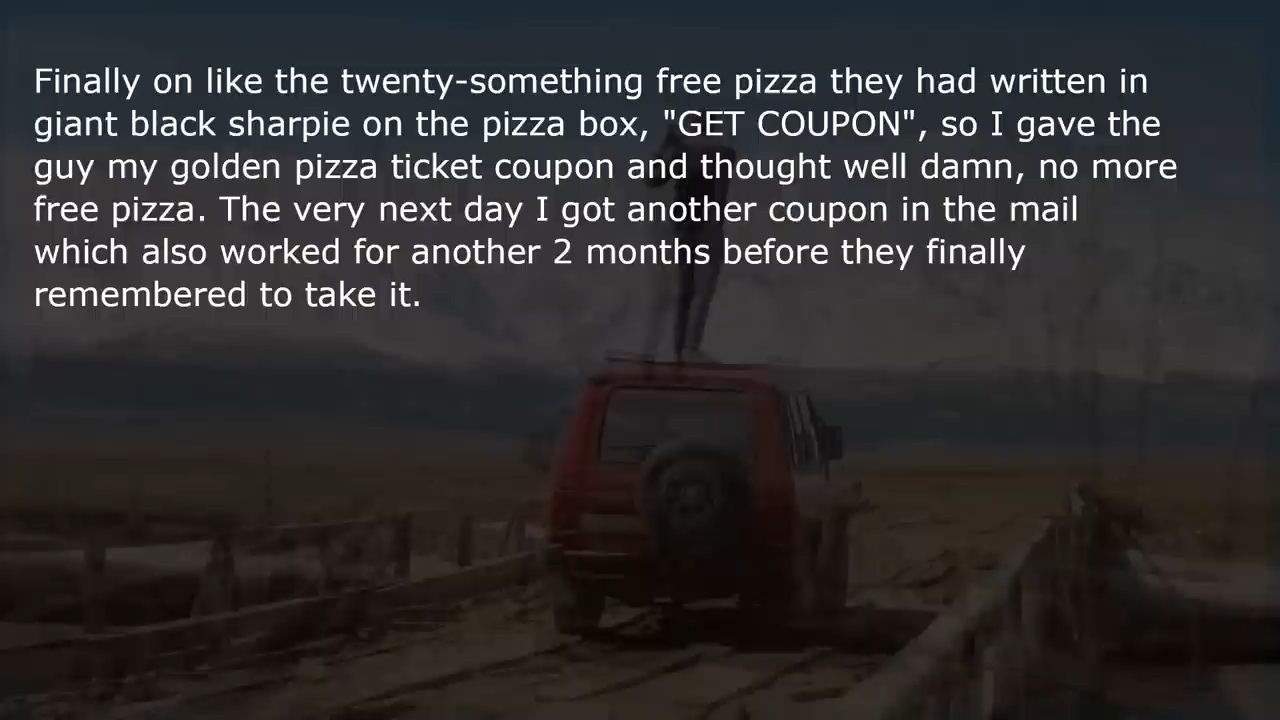 Finally on like the twenty-something free pizza they had written in
giant black sharpie on the pizza box, "GET COUPON", so I gave the
guy my golden pizza ticket coupon and thought well damn, no more
free pizza. The very next day I got another coupon in the mail
which also worked for another 2 months before they finally
remembered to take it.